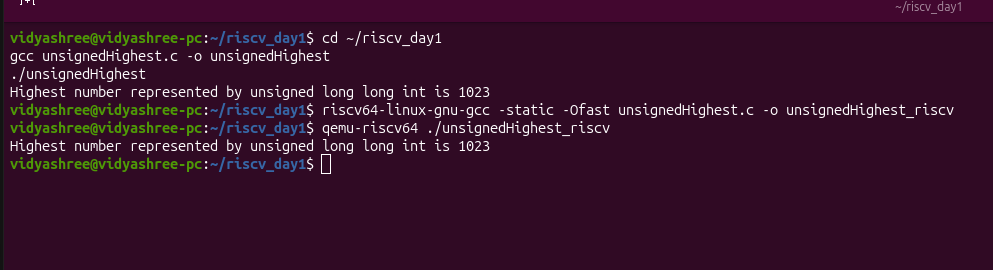 ~/riscv_day1
vidyashree@vidyashree-pc:~/riscv_day1$ cd ~/riscv_day1
gcc unsignedHighest.c -o unsignedHighest
./unsignedHighest
Highest number represented by unsigned long long int is 1023
vidyashree@vidyashree-pc:~/riscv_day1$ riscv64-linux-gnu-gcc -static -Ofast unsignedHighest.c -o unsignedHighest_riscv
vidyashree@vidyashree-pc:~/riscv_day1$ qemu-riscv64 ./unsignedHighest_riscv
Highest number represented by unsigned long long int is 1023
vidyashree@vidyashree-pc:~/riscv_day1$